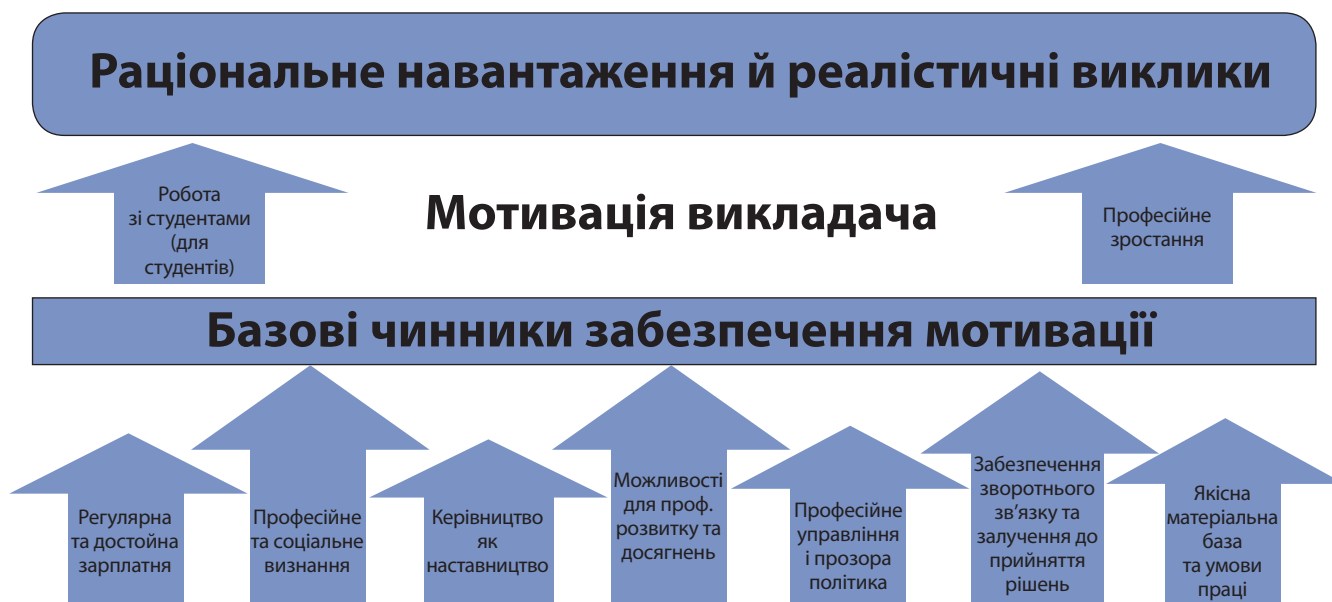 Раціональне навантаження й реалістичні виклики
Робота
зі студентами
(для
студентів)
Мотивація викладача
Професійне
зростання
Базові чинники забезпечення мотивації
Регулярна
та достойна
зарплатня
Професійне
та соціальне
визнання
Керівництво
як
наставництво
Можливості
для проф.
розвитку та
досягнень
Професійне
управління
і прозора
політика
Забезпечення
зворотнього
зв’язку та
залучення до
прийняття
рішень
Якісна
матеріальна
база
та умови
праці